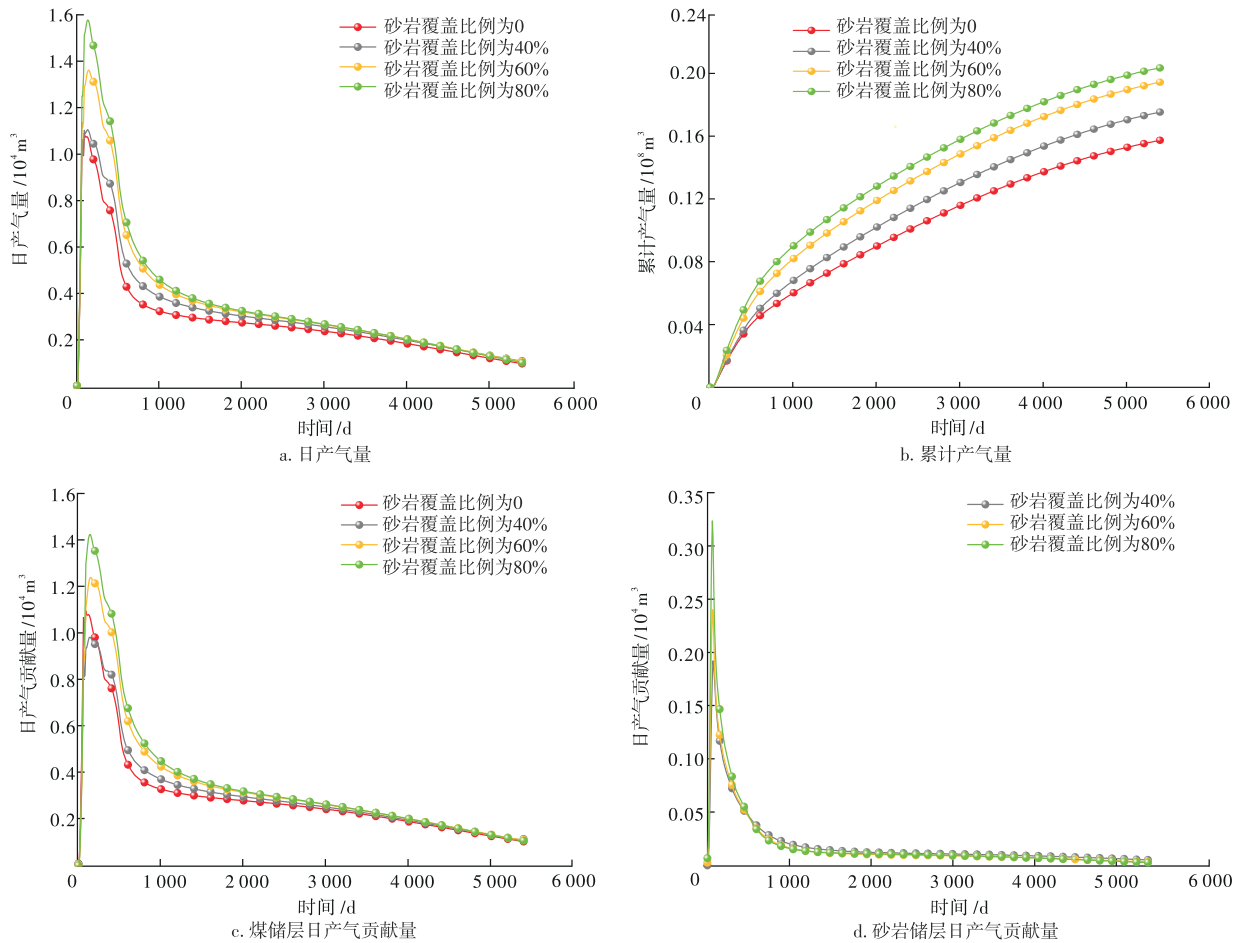 1.6
1.4
1.2
1.0
0.8
0.6
0.4
0.2
0
1 000
2 000
3 000
4 000
5 000
6 000
日产气量/10⁴m³
时间/d
砂岩覆盖比例为0
砂岩覆盖比例为40%
砂岩覆盖比例为60%
砂岩覆盖比例为80%
a. 日产气量
0.24
0.20
0.16
0.12
0.08
0.04
0
1 000
2 000
3 000
4 000
5 000
6 000
累计产气量/10⁸m³
时间/d
砂岩覆盖比例为0
砂岩覆盖比例为40%
砂岩覆盖比例为60%
砂岩覆盖比例为80%
b. 累计产气量
1.6
1.4
1.2
1.0
0.8
0.6
0.4
0.2
0
1 000
2 000
3 000
4 000
5 000
6 000
日产气贡献量/10⁴m³
时间/d
砂岩覆盖比例为0
砂岩覆盖比例为40%
砂岩覆盖比例为60%
砂岩覆盖比例为80%
c. 煤储层日产气贡献量
0.35
0.30
0.25
0.20
0.15
0.10
0.05
0
1 000
2 000
3 000
4 000
5 000
6 000
日产气贡献量/10⁴m³
时间/d
砂岩覆盖比例为40%
砂岩覆盖比例为60%
砂岩覆盖比例为80%
d. 砂岩储层日产气贡献量